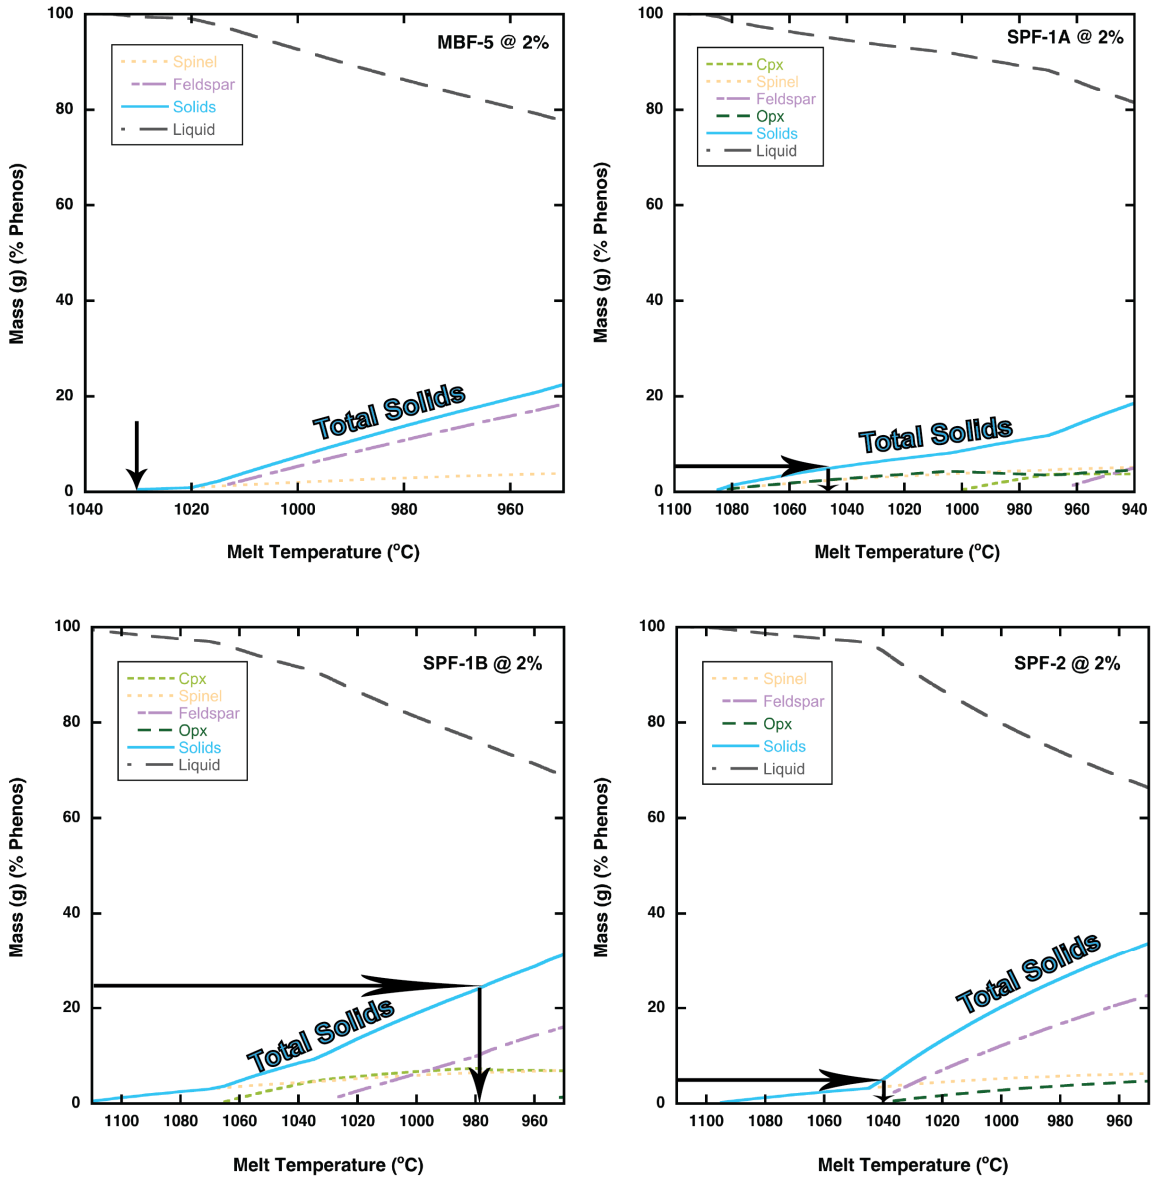 MBF-5 @ 2%
Spinel
Feldspar
Solids
Liquid
Total Solids
100
80
60
40
20
0
1040
1020
1000
980
960
Mass (g) (% Phenos)
Melt Temperature (oC)
SPF-1A @ 2%
Cpx
Spinel
Feldspar
Opx
Solids
Liquid
Total Solids
100
80
60
40
20
0
1100
1080
1060
1040
1020
1000
980
960
940
Mass (g) (% Phenos)
Melt Temperature (oC)
SPF-1B @ 2%
Cpx
Spinel
Feldspar
Opx
Solids
Liquid
Total Solids
100
80
60
40
20
0
1100
1080
1060
1040
1020
1000
980
960
Mass (g) (% Phenos)
Melt Temperature (oC)
SPF-2 @ 2%
Spinel
Feldspar
Opx
Solids
Liquid
Total Solids
100
80
60
40
20
0
1100
1080
1060
1040
1020
1000
980
960
Mass (g) (% Phenos)
Melt Temperature (oC)